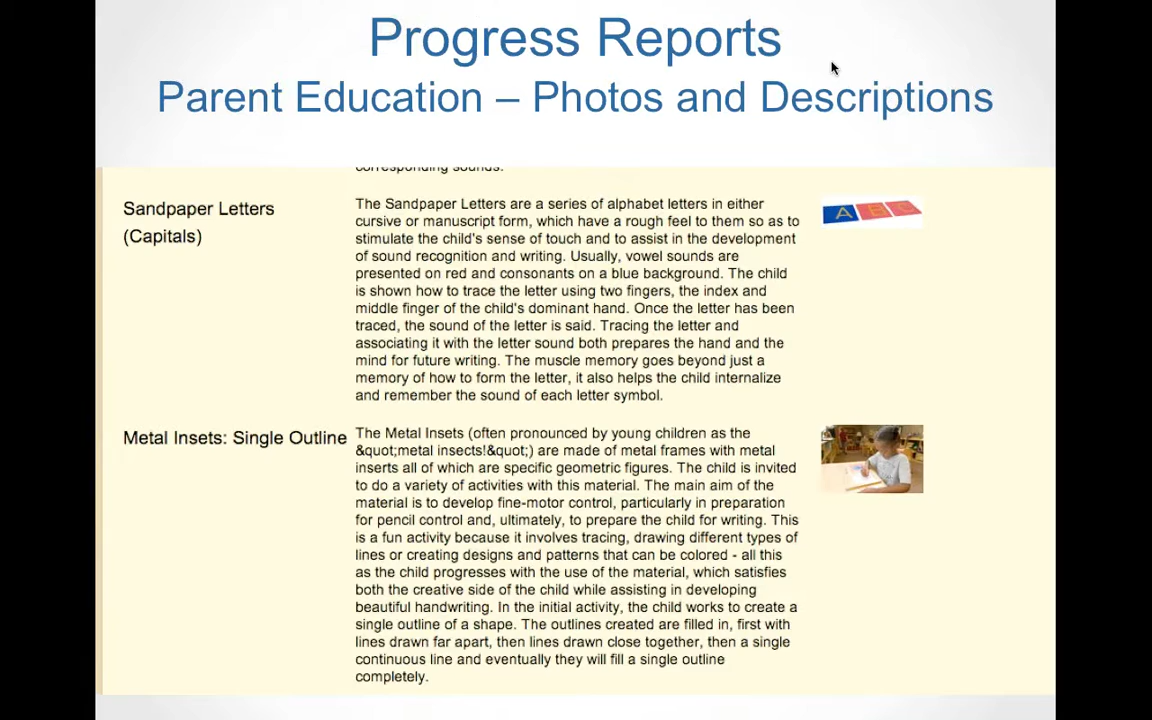 Progress Reports
Parent Education – Photos and Descriptions
corresponding sounds.
Sandpaper Letters
(Capitals)
The Sandpaper Letters are a series of alphabet letters in either
cursive or manuscript form, which have a rough feel to them so as to
stimulate the child's sense of touch and to assist in the development
of sound recognition and writing. Usually, vowel sounds are
presented on red and consonants on a blue background. The child
is shown how to trace the letter using two fingers, the index and
middle finger of the child's dominant hand. Once the letter has been
traced, the sound of the letter is said. Tracing the letter and
associating it with the letter sound both prepares the hand and the
mind for future writing. The muscle memory goes beyond just a
memory of how to form the letter, it also helps the child internalize
and remember the sound of each letter symbol.
A B C
Metal Insets: Single Outline
The Metal Insets (often pronounced by young children as the
&quot;metal insects!&quot;) are made of metal frames with metal
inserts all of which are specific geometric figures. The child is invited
to do a variety of activities with this material. The main aim of the
material is to develop fine-motor control, particularly in preparation
for pencil control and, ultimately, to prepare the child for writing. This
is a fun activity because it involves tracing, drawing different types of
lines or creating designs and patterns that can be colored - all this
as the child progresses with the use of the material, which satisfies
both the creative side of the child while assisting in developing
beautiful handwriting. In the initial activity, the child works to create a
single outline of a shape. The outlines created are filled in, first with
lines drawn far apart, then lines drawn close together, then a single
continuous line and eventually they will fill a single outline
completely.